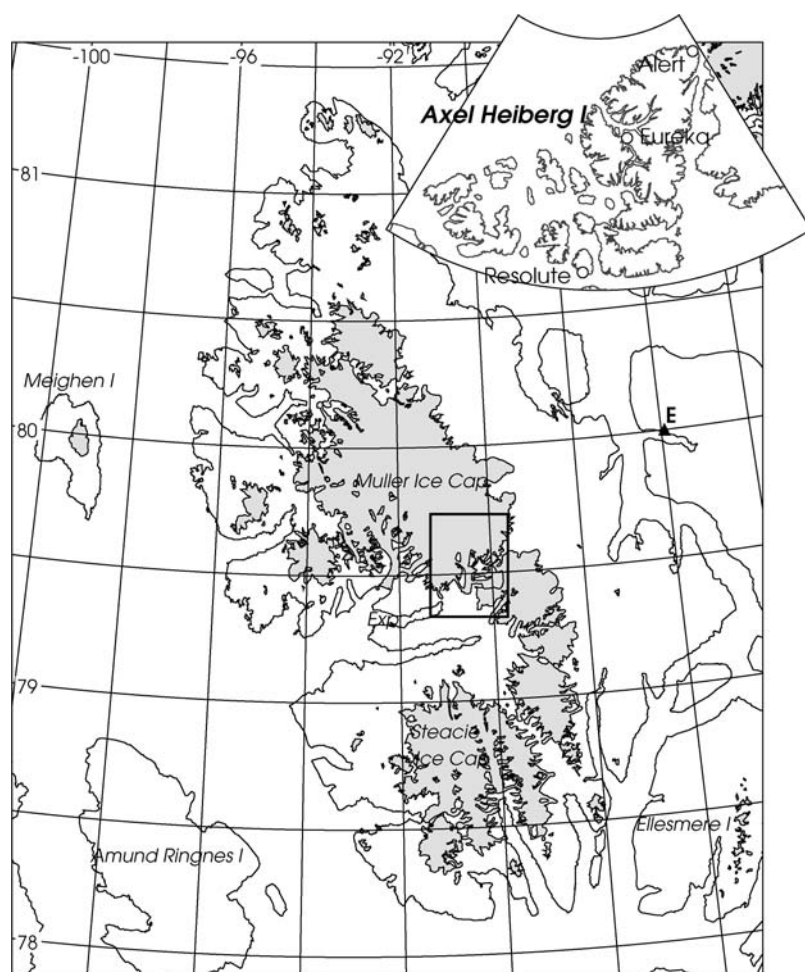 -100
-96
-92
Alert
Axel Heiberg I
Eureka
81
Resolute
Meighen I
E
80
Muller Ice Cap
Exp
79
Steacie
Ice Cap
Ellesmere I
Amund Ringnes I
78